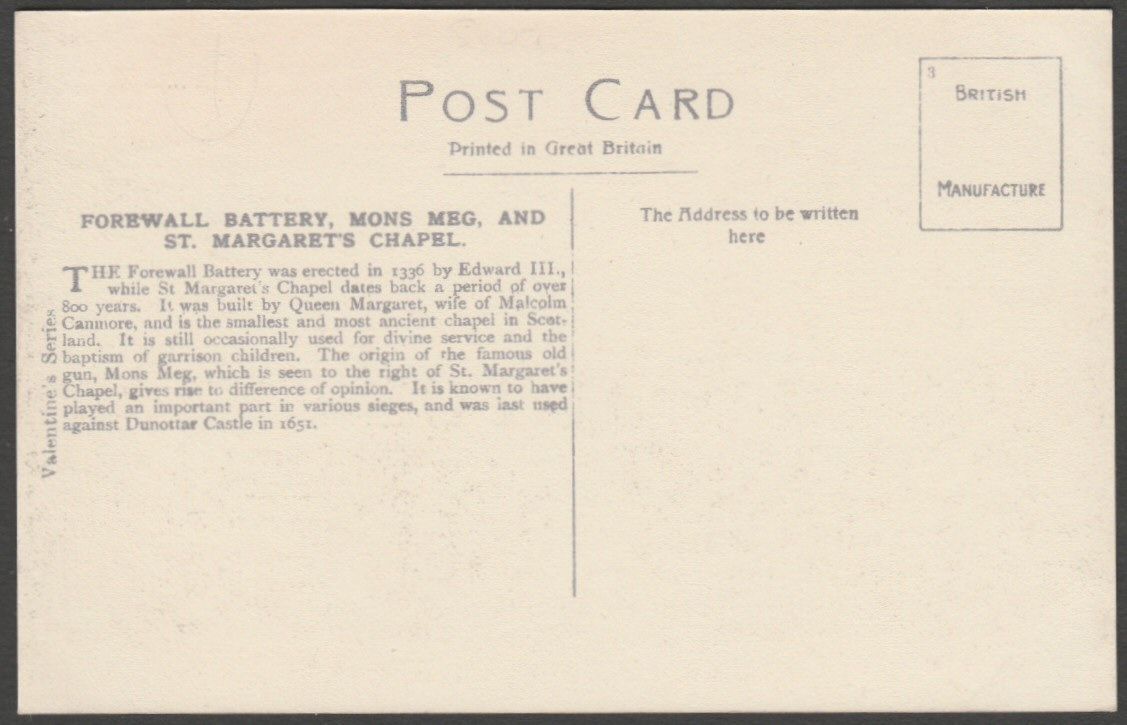 POST CARD
Printed in Great Britain
3
BRITISH
MANUFACTURE
FOREWALL BATTERY, MONS MEG, AND
ST. MARGARET'S CHAPEL.
THE Forewall Battery was erected in 1336 by Edward III.,
while St Margaret's Chapel dates back a period of over
800 years. It was built by Queen Margaret, wife of Malcolm
Canmore, and is the smallest and most ancient chapel in Scot-
land. It is still occasionally used for divine service and the
baptism of garrison children. The origin of the famous old
gun, Mons Meg, which is seen to the right of St. Margaret's
Chapel, gives rise to difference of opinion. It is known to have
played an important part in various sieges, and was last used
against Dunottar Castle in 1651.
Valentine's Series
The Address to be written
here